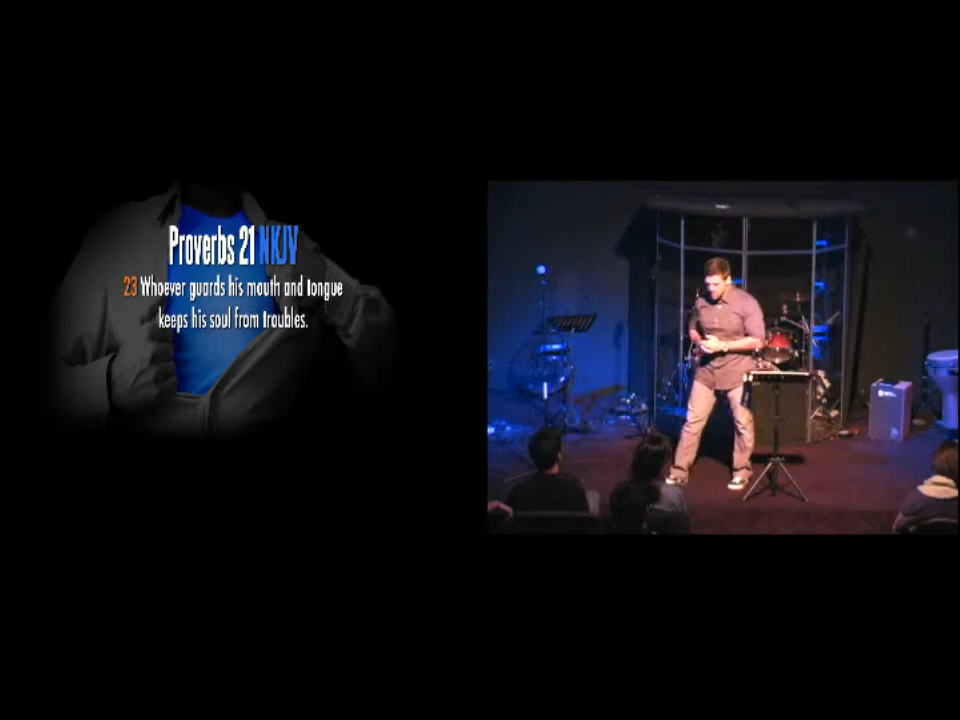 Proverbs 21 NKJV
23 Whoever guards his mouth and tongue
keeps his soul from troubles.